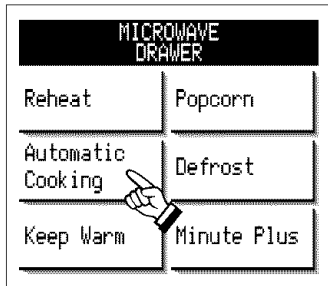 MICROWAVE
DRAWER
Reheat
Popcorn
Automatic
Cooking
Defrost
Keep Warm
Minute Plus